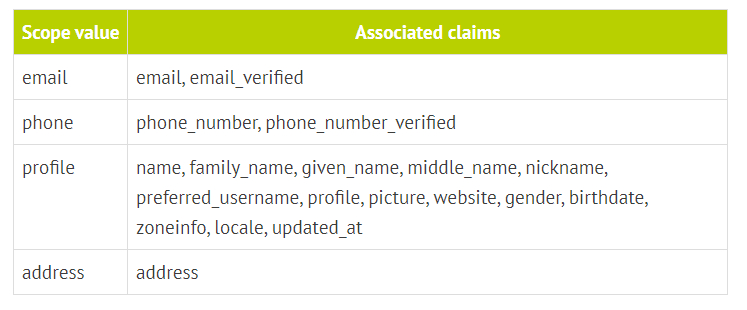 Scope value Associated claims
email email, email_verified
phone phone_number, phone_number_verified
profile name, family_name, given_name, middle_name, nickname,
preferred_username, profile, picture, website, gender, birthdate,
zoneinfo, locale, updated_at
address address